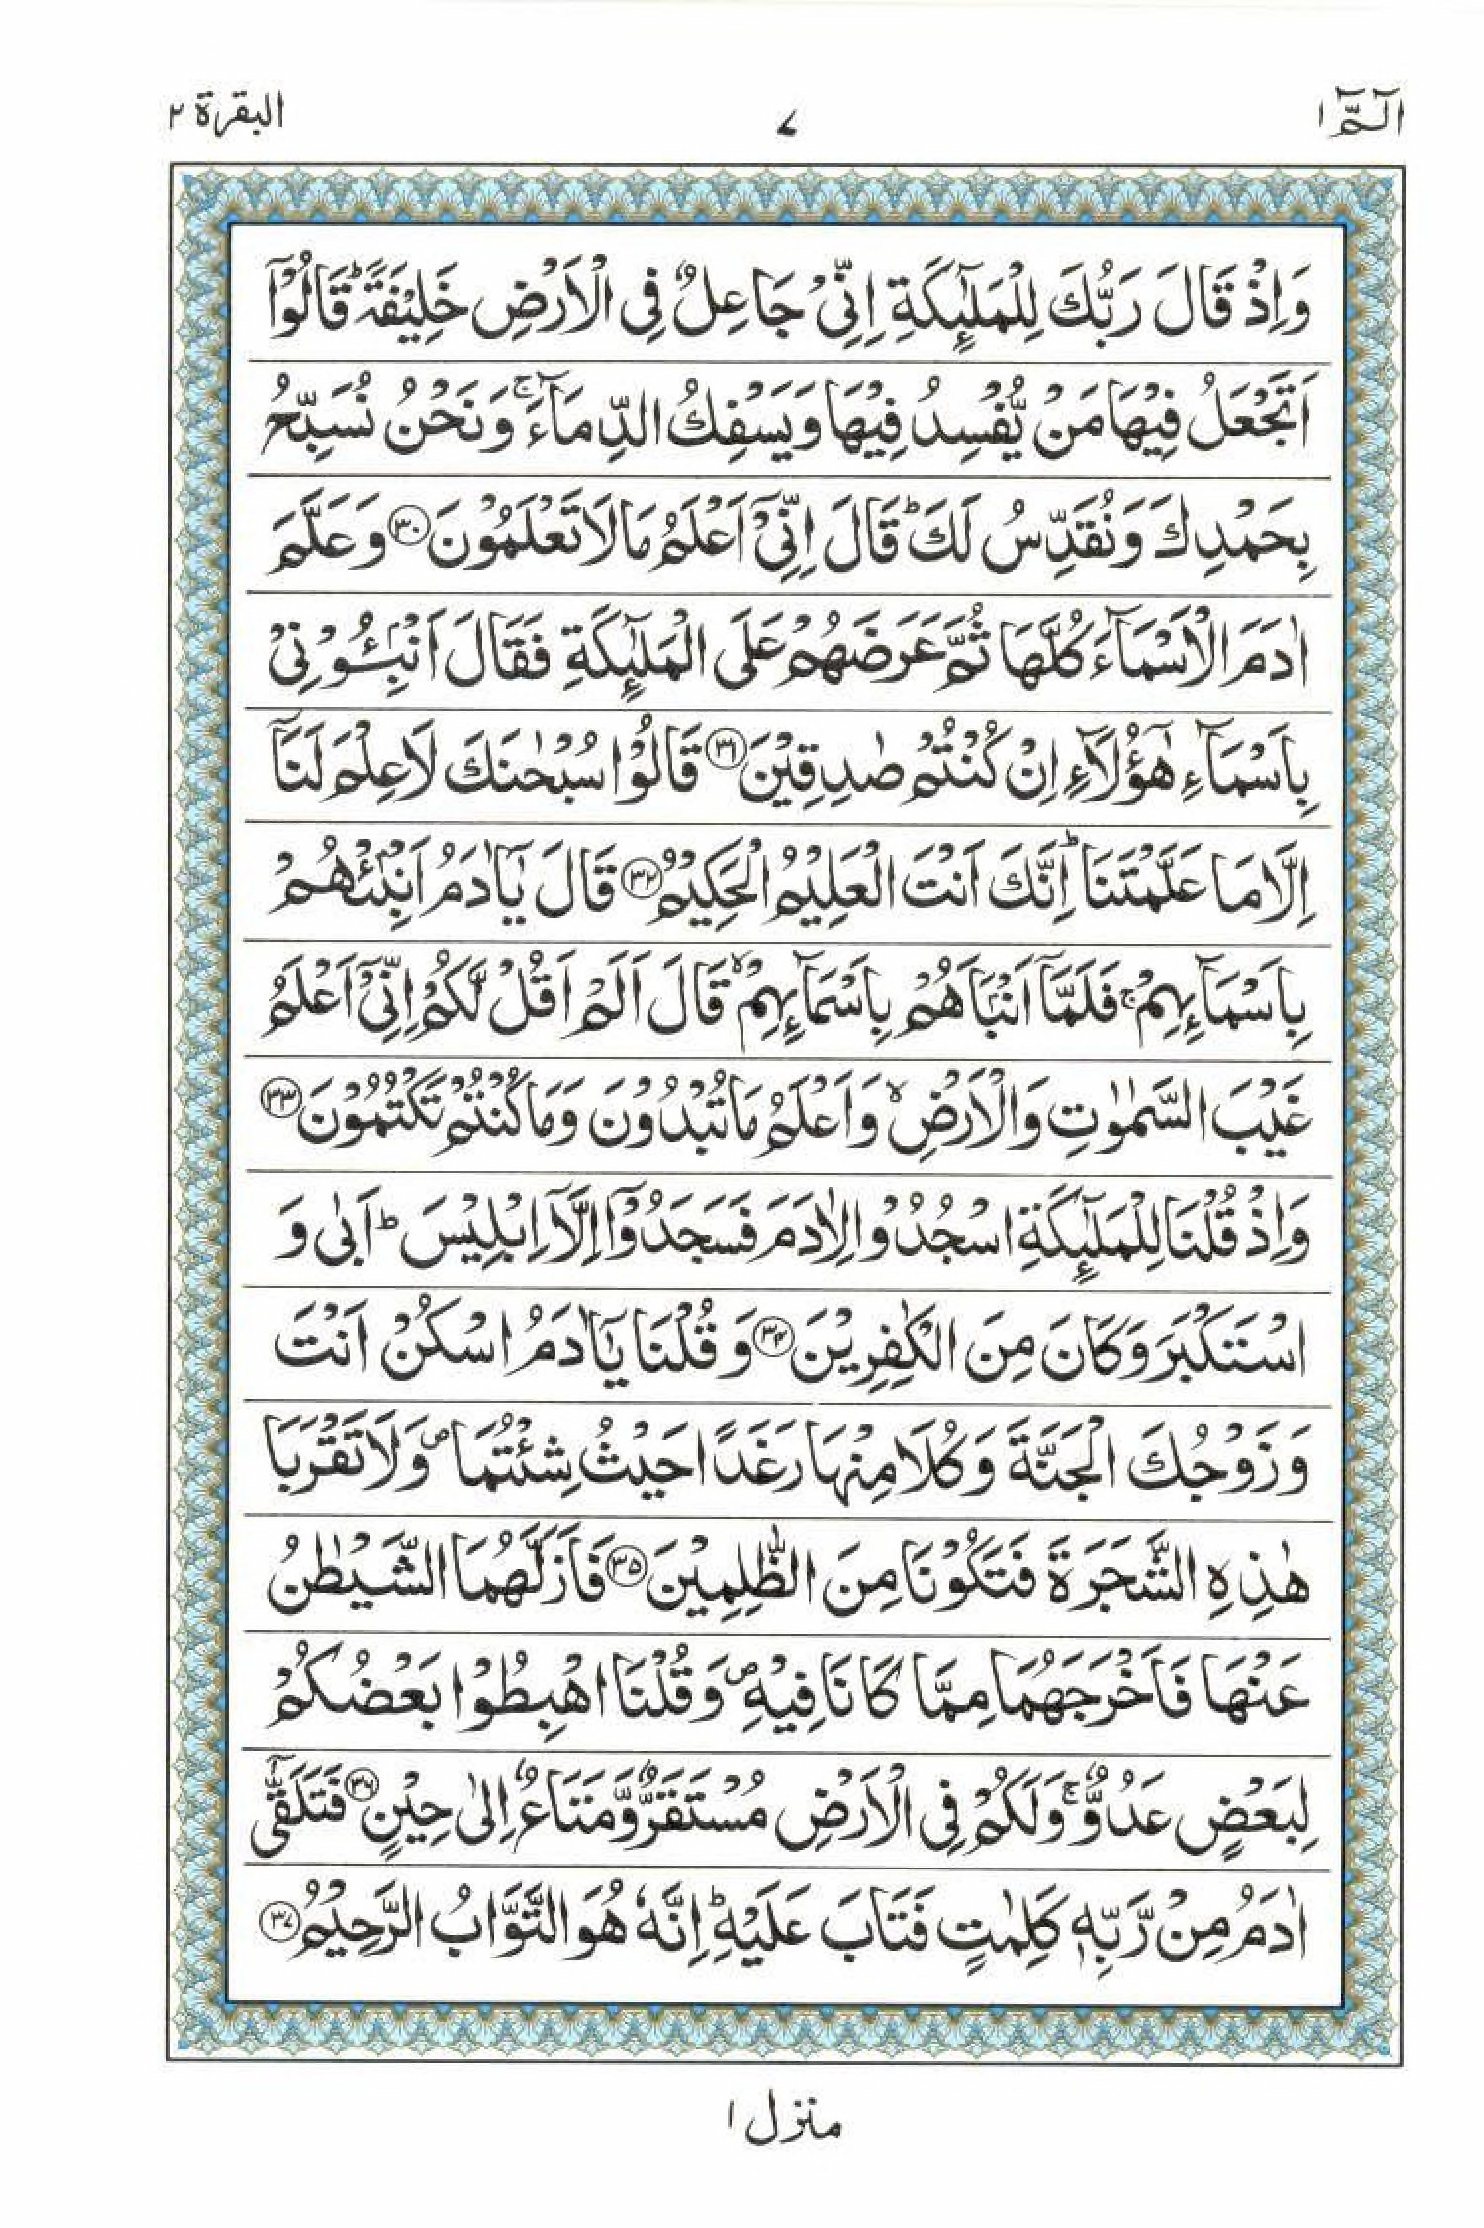 الٓمّٓ ١
٧
البقرة ٢
وَاِذْ قَالَ رَبُّكَ لِلْمَلٰٓئِكَةِ اِنِّیْ جَاعِلٌ فِی الْاَرْضِ خَلِیْفَةً ؕ قَالُوْۤا
اَتَجْعَلُ فِیْهَا مَنْ یُّفْسِدُ فِیْهَا وَیَسْفِكُ الدِّمَآءَ ۚ وَنَحْنُ نُسَبِّحُ
بِحَمْدِكَ وَنُقَدِّسُ لَكَ ؕ قَالَ اِنِّیْۤ اَعْلَمُ مَا لَا تَعْلَمُوْنَ ﴿۳۰﴾ وَعَلَّمَ
اٰدَمَ الْاَسْمَآءَ كُلَّهَا ثُمَّ عَرَضَهُمْ عَلَی الْمَلٰٓئِكَةِ فَقَالَ اَنْۢبِـُٔوْنِیْ
بِاَسْمَآءِ هٰۤؤُلَآءِ اِنْ كُنْتُمْ صٰدِقِیْنَ ﴿۳۱﴾ قَالُوْا سُبْحٰنَكَ لَا عِلْمَ لَنَاۤ
اِلَّا مَا عَلَّمْتَنَا ؕ اِنَّكَ اَنْتَ الْعَلِیْمُ الْحَكِیْمُ ﴿۳۲﴾ قَالَ یٰۤاٰدَمُ اَنْۢبِئْهُمْ
بِاَسْمَآئِهِمْ ۚ فَلَمَّاۤ اَنْۢبَاَهُمْ بِاَسْمَآئِهِمْ ۙ قَالَ اَلَمْ اَقُلْ لَّكُمْ اِنِّیْۤ اَعْلَمُ
غَیْبَ السَّمٰوٰتِ وَالْاَرْضِ ۙ وَاَعْلَمُ مَا تُبْدُوْنَ وَمَا كُنْتُمْ تَكْتُمُوْنَ ﴿۳۳﴾
وَاِذْ قُلْنَا لِلْمَلٰٓئِكَةِ اسْجُدُوْا لِاٰدَمَ فَسَجَدُوْۤا اِلَّاۤ اِبْلِیْسَ ؕ اَبٰی وَ
اسْتَكْبَرَ وَكَانَ مِنَ الْكٰفِرِیْنَ ﴿۳۴﴾ وَقُلْنَا یٰۤاٰدَمُ اسْكُنْ اَنْتَ
وَزَوْجُكَ الْجَنَّةَ وَكُلَا مِنْهَا رَغَدًا حَیْثُ شِئْتُمَا ۪ وَلَا تَقْرَبَا
هٰذِهِ الشَّجَرَةَ فَتَكُوْنَا مِنَ الظّٰلِمِیْنَ ﴿۳۵﴾ فَاَزَلَّهُمَا الشَّیْطٰنُ
عَنْهَا فَاَخْرَجَهُمَا مِمَّا كَانَا فِیْهِ ۪ وَقُلْنَا اهْبِطُوْا بَعْضُكُمْ
لِبَعْضٍ عَدُوٌّ ۚ وَلَكُمْ فِی الْاَرْضِ مُسْتَقَرٌّ وَّمَتَاعٌ اِلٰی حِیْنٍ ﴿۳۶﴾ فَتَلَقّٰۤی
اٰدَمُ مِنْ رَّبِّهٖ كَلِمٰتٍ فَتَابَ عَلَیْهِ ؕ اِنَّهٗ هُوَ التَّوَّابُ الرَّحِیْمُ ﴿۳۷﴾
منزل ١